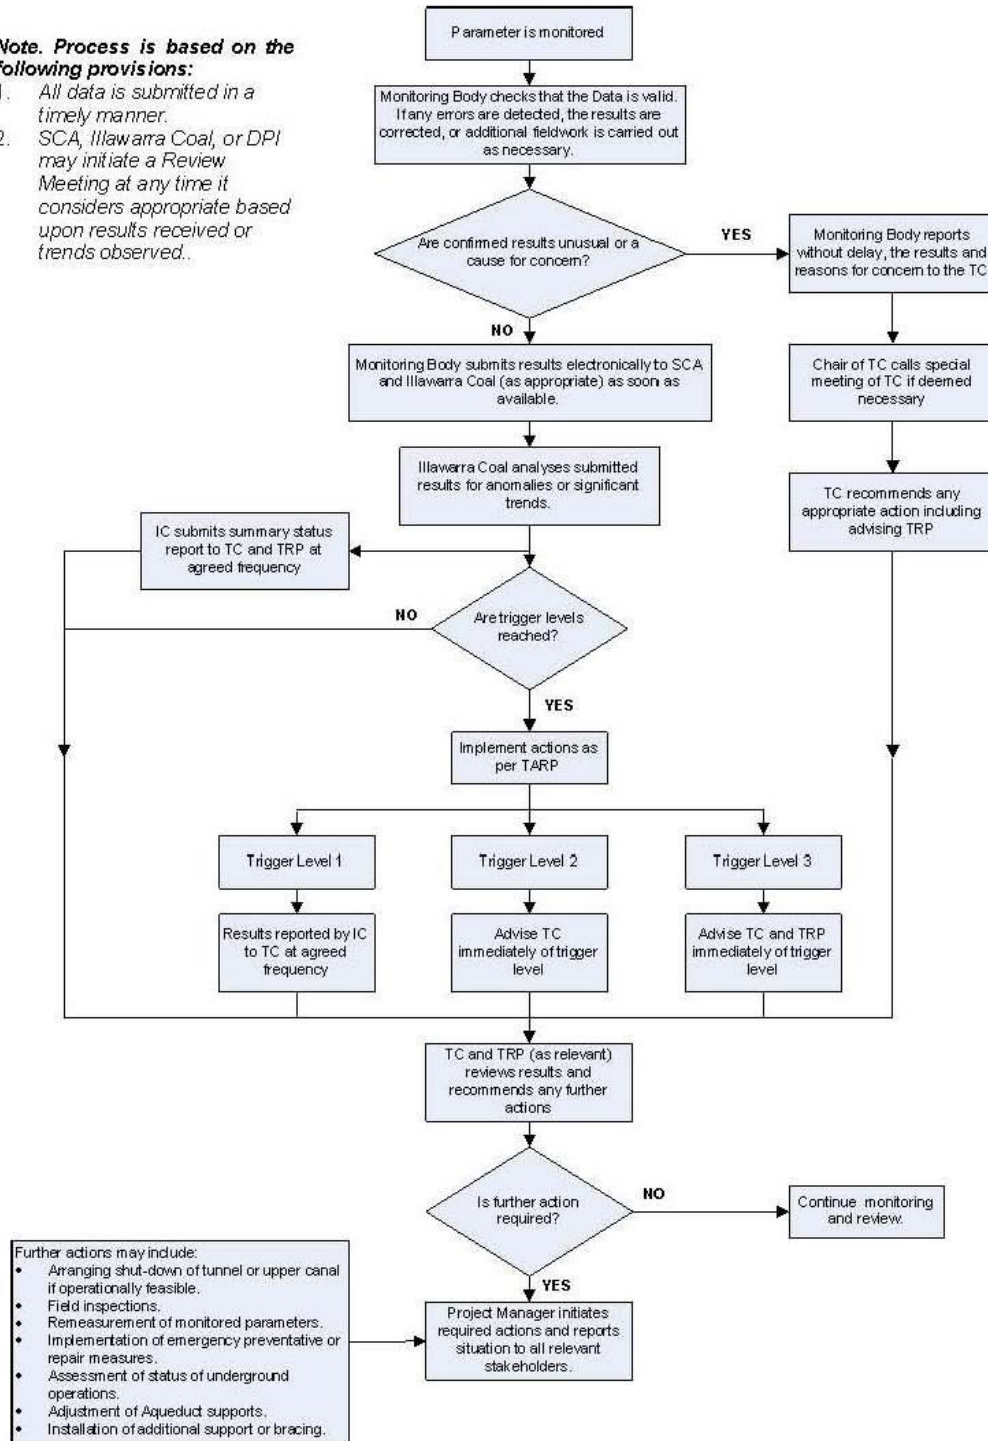 Note. Process is based on the
following provisions:
1. All data is submitted in a
timely manner.
2. SCA, Illawarra Coal, or DPI
may initiate a Review
Meeting at any time it
considers appropriate based
upon results received or
trends observed..
Parameter is monitored
Monitoring Body checks that the Data is valid.
If any errors are detected, the results are
corrected, or additional fieldwork is carried out
as necessary.
Are confirmed results unusual or a
cause for concern?
YES
Monitoring Body reports
without delay, the results and
reasons for concern to the TC
NO
Monitoring Body submits results electronically to SCA
and Illawarra Coal (as appropriate) as soon as
available.
Chair of TC calls special
meeting of TC if deemed
necessary
Illawarra Coal analyses submitted
results for anomalies or significant
trends.
TC recommends any
appropriate action including
advising TRP
IC submits summary status
report to TC and TRP at
agreed frequency
NO
Are trigger levels
reached?
YES
Implement actions as
per TARP
Trigger Level 1
Trigger Level 2
Trigger Level 3
Results reported by IC
to TC at agreed
frequency
Advise TC
immediately of trigger
level
Advise TC and TRP
immediately of trigger
level
TC and TRP (as relevant)
reviews results and
recommends any further
actions
Is further action
required?
NO
Continue monitoring
and review.
YES
Project Manager initiates
required actions and reports
situation to all relevant
stakeholders.
Further actions may include:
• Arranging shut-down of tunnel or upper canal
if operationally feasible.
• Field inspections.
• Remeasurement of monitored parameters.
• Implementation of emergency preventative or
repair measures.
• Assessment of status of underground
operations.
• Adjustment of Aqueduct supports.
• Installation of additional support or bracing.